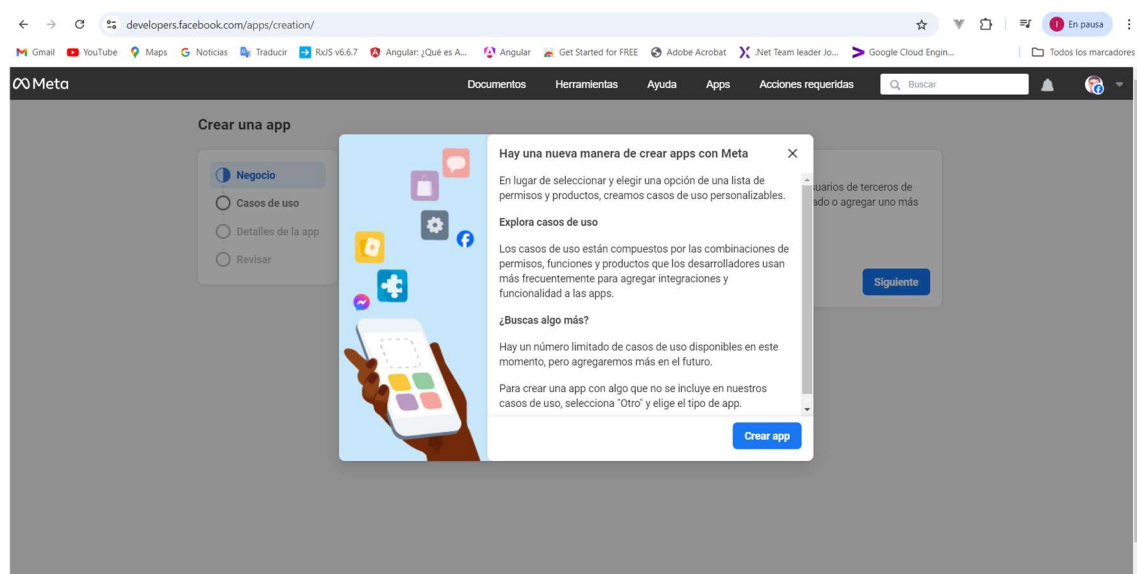 developers.facebook.com/apps/creation/
En pausa
Gmail YouTube Maps Noticias Traducir RxJS v6.6.7 Angular: ¿Qué es A... Angular Get Started for FREE Adobe Acrobat .Net Team leader Jo... Google Cloud Engin... Todos los marcadores
Meta Documentos Herramientas Ayuda Apps Acciones requeridas Buscar
Crear una app
Negocio
Casos de uso
Detalles de la app
Revisar
Hay una nueva manera de crear apps con Meta
En lugar de seleccionar y elegir una opción de una lista de
permisos y productos, creamos casos de uso personalizables.
Explora casos de uso
Los casos de uso están compuestos por las combinaciones de
permisos, funciones y productos que los desarrolladores usan
más frecuentemente para agregar integraciones y
funcionalidad a las apps.
¿Buscas algo más?
Hay un número limitado de casos de uso disponibles en este
momento, pero agregaremos más en el futuro.
Para crear una app con algo que no se incluye en nuestros
casos de uso, selecciona "Otro" y elige el tipo de app.
Crear app
suarios de terceros de
ado o agregar uno más
Siguiente